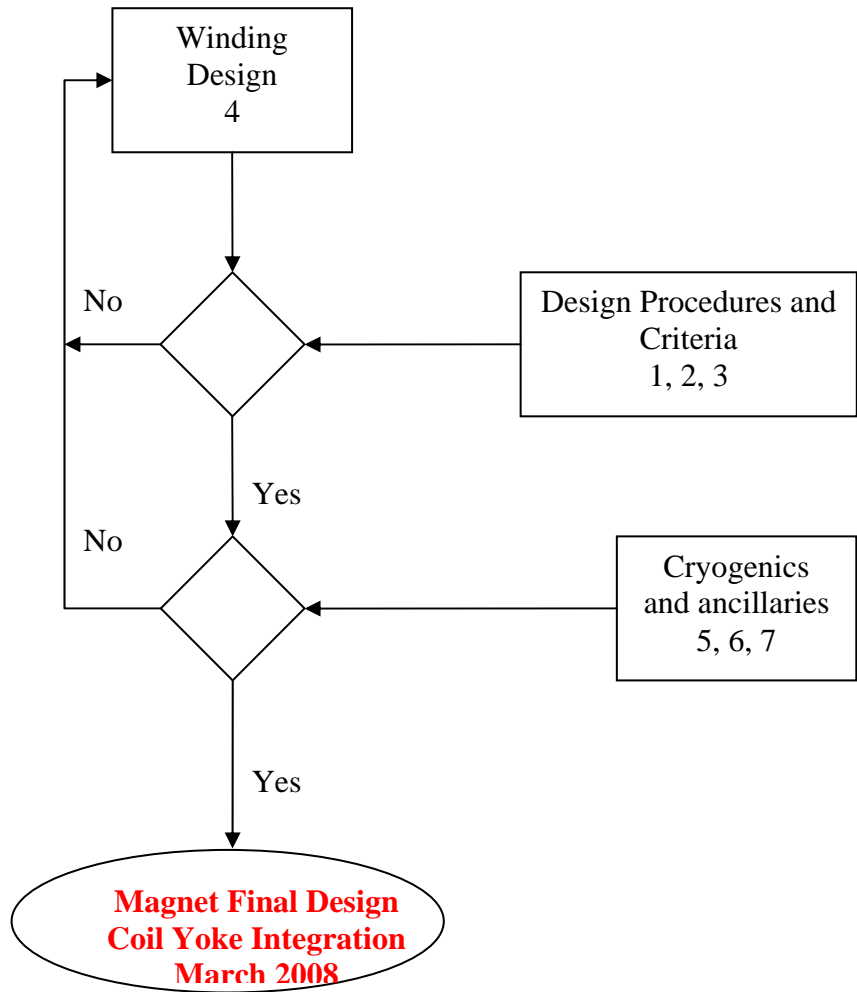 Winding
Design
4
No
Design Procedures and
Criteria
1, 2, 3
Yes
No
Cryogenics
and ancillaries
5, 6, 7
Yes
Magnet Final Design
Coil Yoke Integration
March 2008